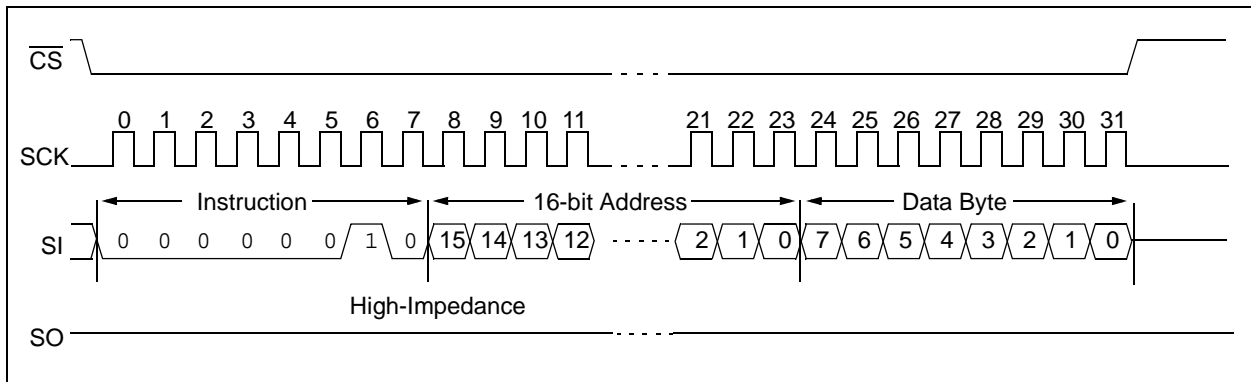 CS
0 1 2 3 4 5 6 7 8 9 10 11 21 22 23 24 25 26 27 28 29 30 31
SCK
Instruction 16-bit Address Data Byte
SI 0 0 0 0 0 0 1 0 15 14 13 12 2 1 0 7 6 5 4 3 2 1 0
High-Impedance
SO